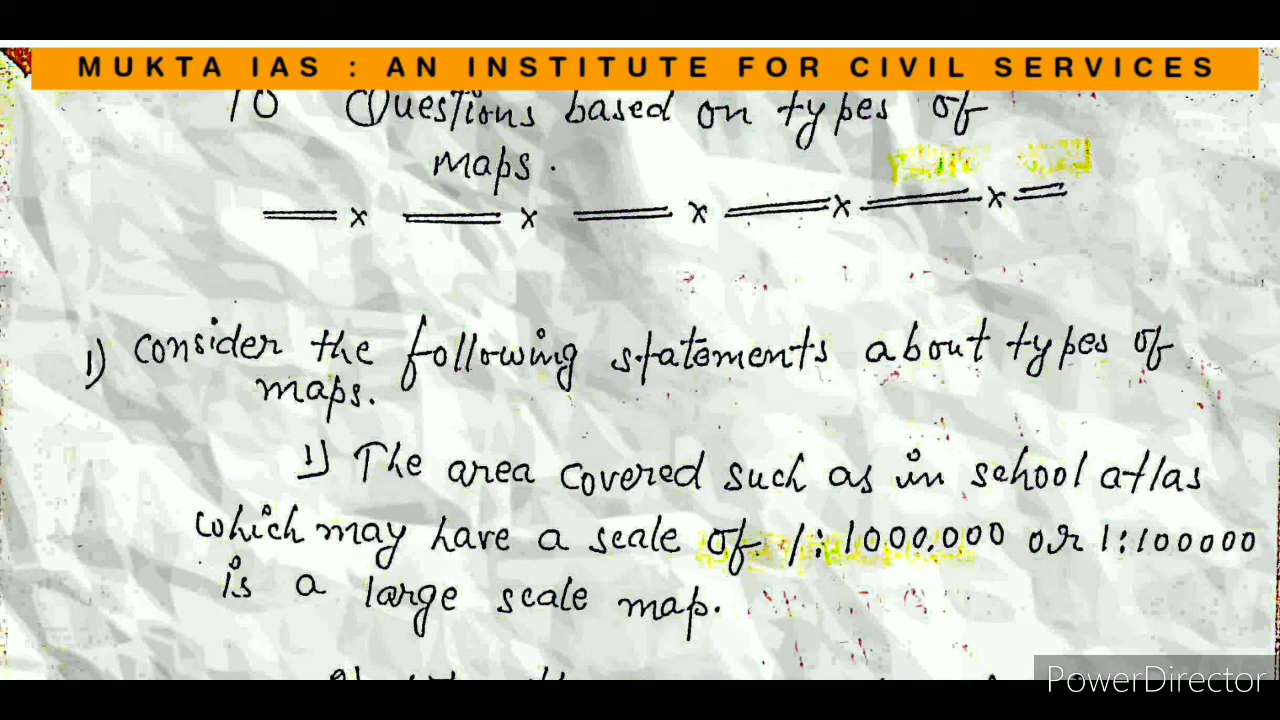 MUKTA IAS : AN INSTITUTE FOR CIVIL SERVICES
10 Questions based on types of
maps.
1) consider the following statements about types of
maps.
1) The area covered such as in school atlas
which may have a scale of 1:1000.000 or 1:100000
is a large scale map.
PowerDirector